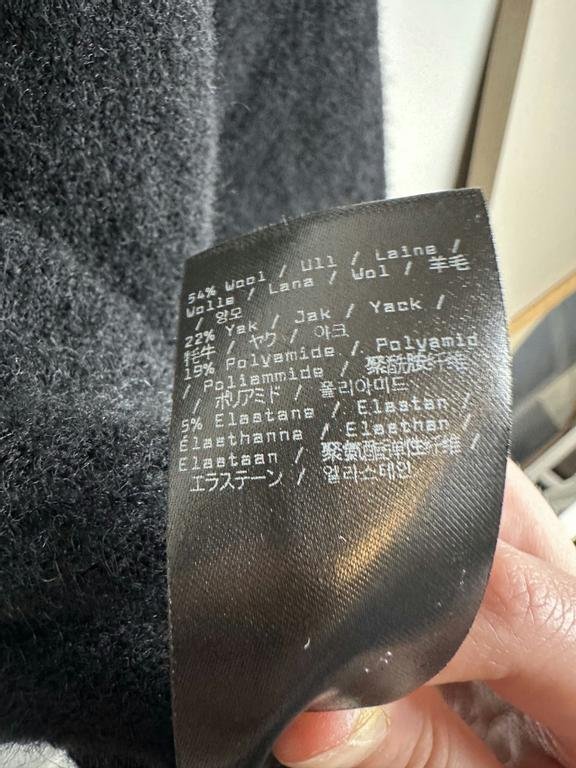 54% Wool / Ull / Laine /
Wolle / Lana / Wol / 羊毛
/ 양모
22% Yak / Jak / Yack /
牦牛 / ヤク / 야크
19% Polyamide / Polyamid
/ Poliammide / 聚酰胺纤维
/ ポリアミド / 폴리아미드
5% Elastane / Elastan /
Élasthanne / Elasthan /
Elastaan / 聚氨酯弹性纤维 /
エラステーン / 엘라스테인